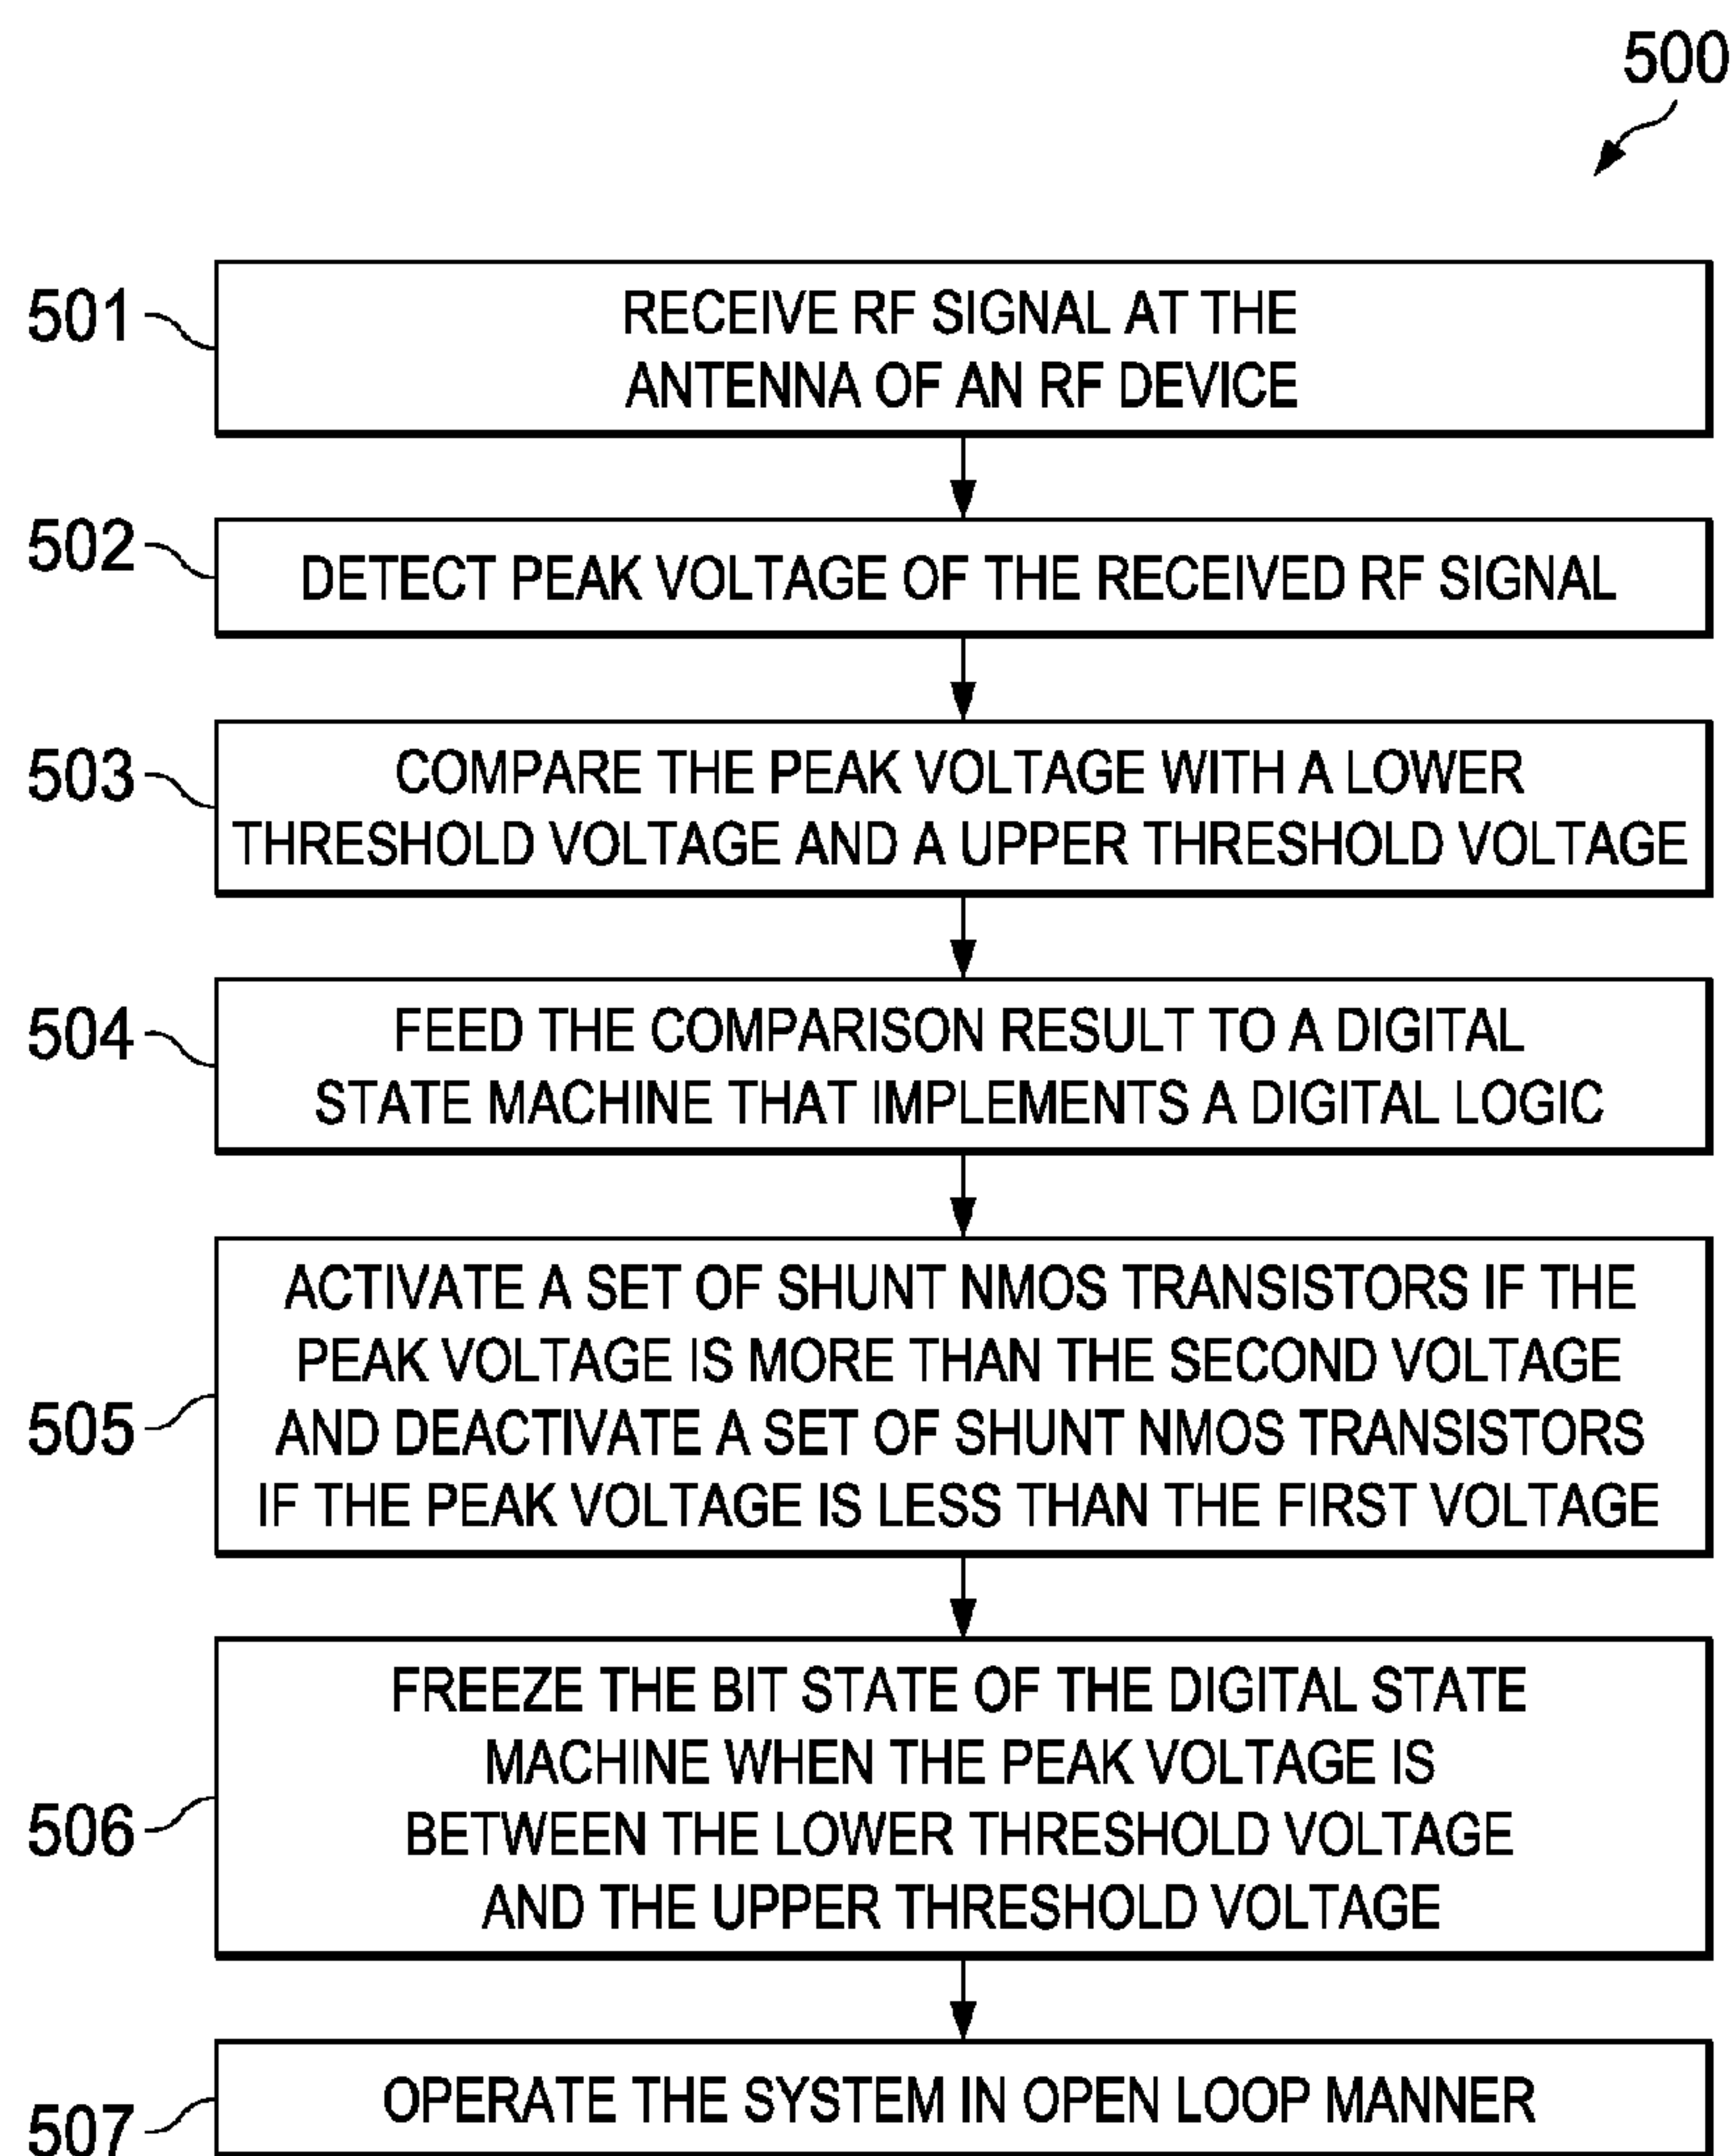 500
501
RECEIVE RF SIGNAL AT THE
ANTENNA OF AN RF DEVICE
502
DETECT PEAK VOLTAGE OF THE RECEIVED RF SIGNAL
503
COMPARE THE PEAK VOLTAGE WITH A LOWER
THRESHOLD VOLTAGE AND A UPPER THRESHOLD VOLTAGE
504
FEED THE COMPARISON RESULT TO A DIGITAL
STATE MACHINE THAT IMPLEMENTS A DIGITAL LOGIC
505
ACTIVATE A SET OF SHUNT NMOS TRANSISTORS IF THE
PEAK VOLTAGE IS MORE THAN THE SECOND VOLTAGE
AND DEACTIVATE A SET OF SHUNT NMOS TRANSISTORS
IF THE PEAK VOLTAGE IS LESS THAN THE FIRST VOLTAGE
506
FREEZE THE BIT STATE OF THE DIGITAL STATE
MACHINE WHEN THE PEAK VOLTAGE IS
BETWEEN THE LOWER THRESHOLD VOLTAGE
AND THE UPPER THRESHOLD VOLTAGE
507
OPERATE THE SYSTEM IN OPEN LOOP MANNER